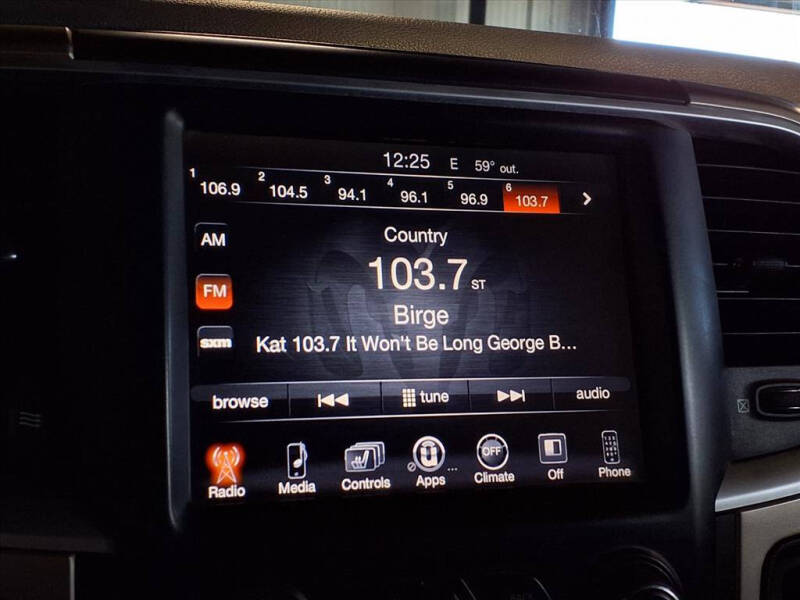 12:25 E 59° out.
1 106.9 2 104.5 3 94.1 4 96.1 5 96.9 6 103.7
AM
Country
FM
103.7 ST
Birge
sxm
Kat 103.7 It Won't Be Long George B...
browse tune audio
OFF
Radio Media Controls Apps ... Climate Off Phone